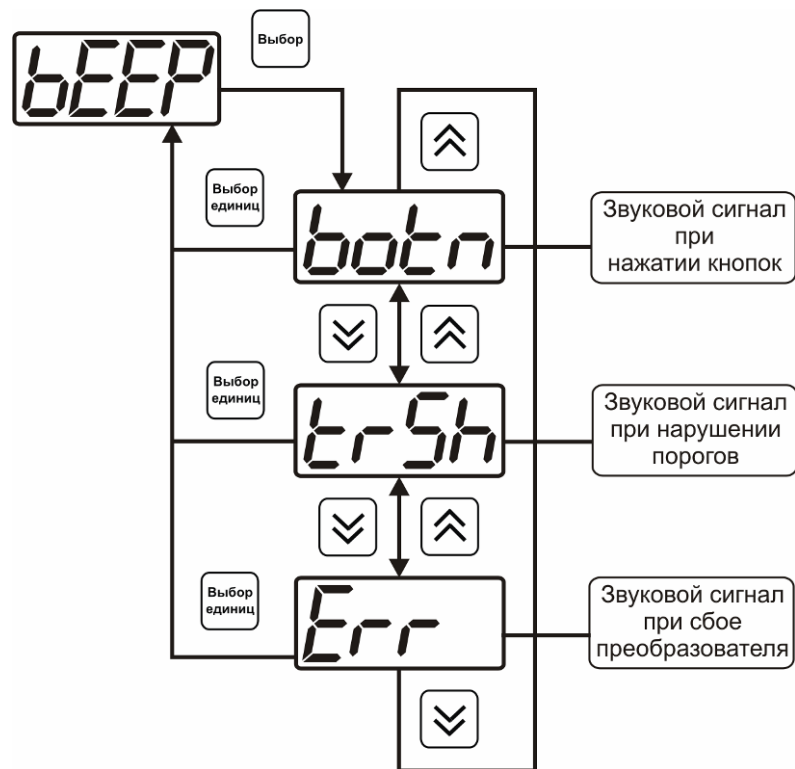 Выбор
bEEP
Выбор
единиц
botn
Звуковой сигнал
при
нажатии кнопок
Выбор
единиц
trSh
Звуковой сигнал
при нарушении
порогов
Выбор
единиц
Err
Звуковой сигнал
при сбое
преобразователя